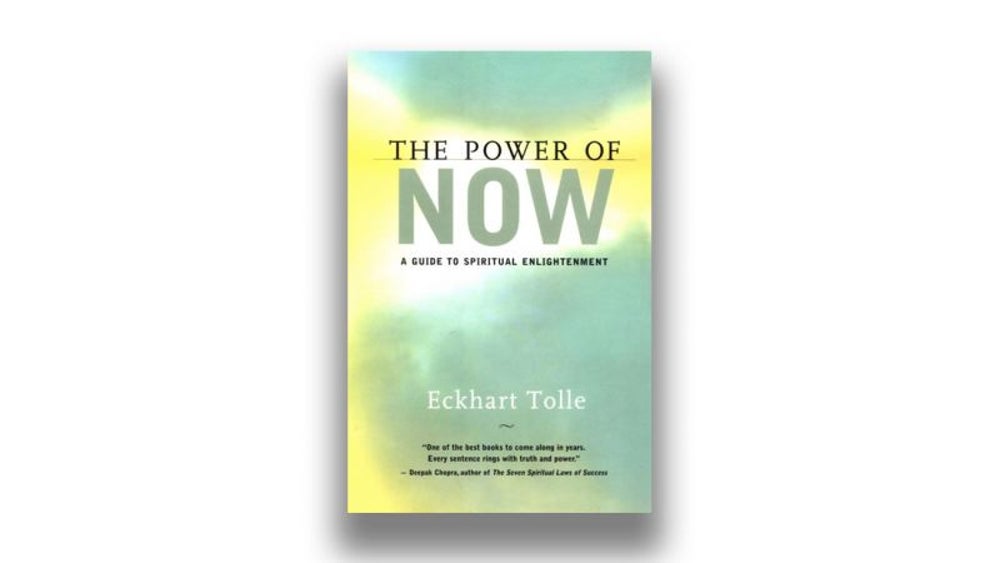 THE POWER OF
NOW
A GUIDE TO SPIRITUAL ENLIGHTENMENT
Eckhart Tolle
~
"One of the best books to come along in years.
Every sentence rings with truth and power."
— Deepak Chopra, author of The Seven Spiritual Laws of Success